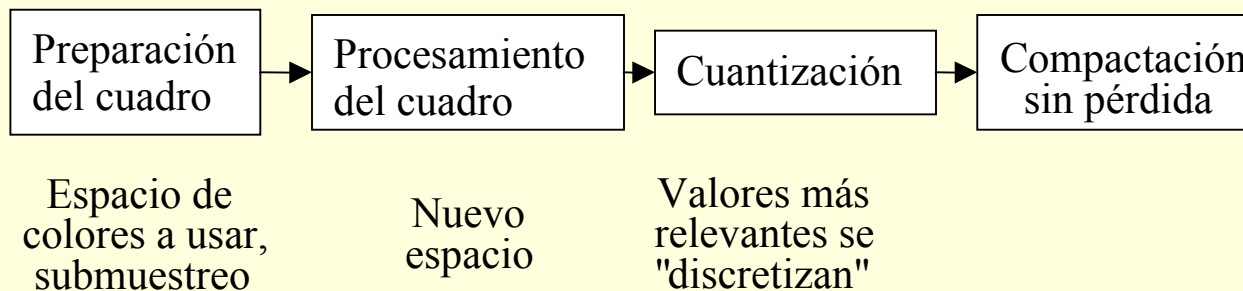 Preparación
del cuadro
Procesamiento
del cuadro
Cuantización
Compactación
sin pérdida
Espacio de
colores a usar,
submuestreo
Nuevo
espacio
Valores más
relevantes se
"discretizan"